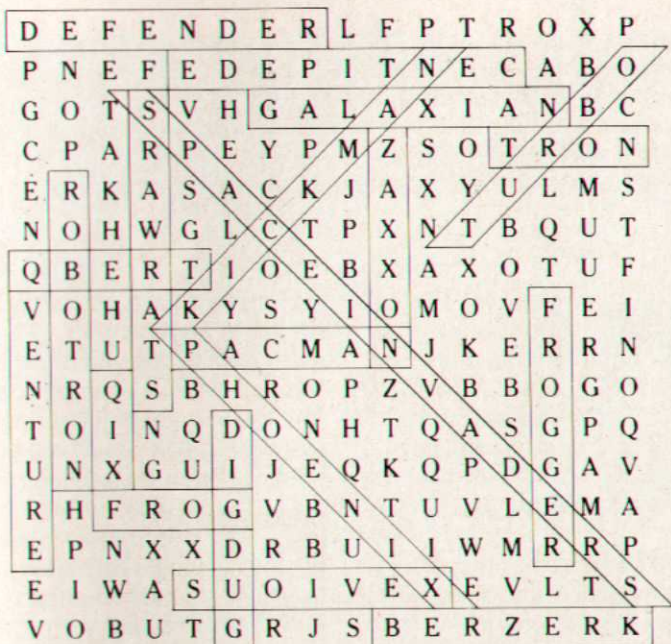 D E F E N D E R L F P T R O X P
P N E F E D E P I T N E C A B O
G O T S V H G A L A X I A N B C
C P A R P E Y P M Z S O T R O N
E R K A S A C K J A X Y U L M S
N O H W G L C T P X N T B Q U T
Q B E R T I O E B X A X O T U F
V O H A K Y S Y I O M O V F E I
E T U T P A C M A N J K E R R N
N R Q S B H R O P Z V B B O G O
T O I N Q D O N H T Q A S G P Q
U N X G U I J E Q K Q P D G A V
R H F R O G V B N T U V L E M A
E P N X X D R B U I I W M R R P
E I W A S U O I V E X E V L T S
V O B U T G R J S B E R Z E R K